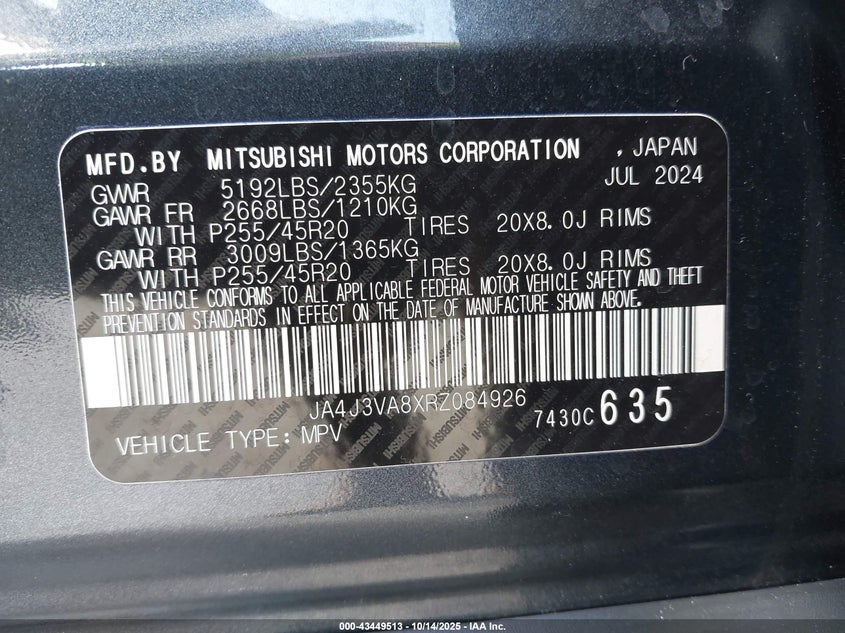 MFD.BY MITSUBISHI MOTORS CORPORATION , JAPAN
GVWR 5192LBS/2355KG JUL 2024
GAWR FR 2668LBS/1210KG
WITH P255/45R20 TIRES 20X8.0J RIMS
GAWR RR 3009LBS/1365KG
WITH P255/45R20 TIRES 20X8.0J RIMS
THIS VEHICLE CONFORMS TO ALL APPLICABLE FEDERAL MOTOR VEHICLE SAFETY AND THEFT
PREVENTION STANDARDS IN EFFECT ON THE DATE OF MANUFACTURE SHOWN ABOVE.
JA4J3VA8XRZ084926 7430C 635
VEHICLE TYPE: MPV
000-43449513 - 10/14/2025 - IAA Inc.